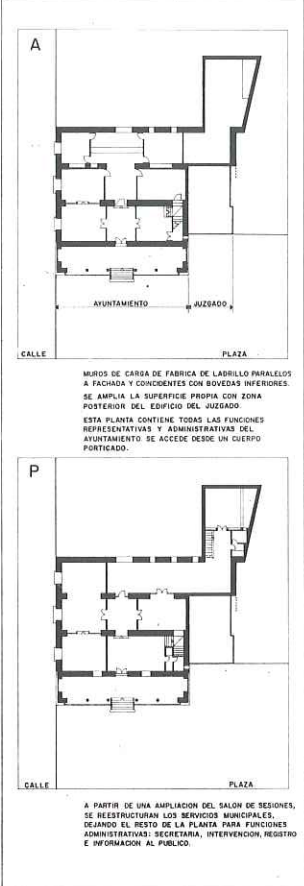 A
AYUNTAMIENTO JUZGADO
CALLE PLAZA
MUROS DE CARGA DE FABRICA DE LADRILLO PARALELOS
A FACHADA Y COINCIDENTES CON BOVEDAS INFERIORES.
SE AMPLIA LA SUPERFICIE PROPIA CON ZONA
POSTERIOR DEL EDIFICIO DEL JUZGADO.
ESTA PLANTA CONTIENE TODAS LAS FUNCIONES
REPRESENTATIVAS Y ADMINISTRATIVAS DEL
AYUNTAMIENTO. SE ACCEDE DESDE UN CUERPO
PORTICADO.
P
CALLE PLAZA
A PARTIR DE UNA AMPLIACION DEL SALON DE SESIONES,
SE REESTRUCTURAN LOS SERVICIOS MUNICIPALES,
DEJANDO EL RESTO DE LA PLANTA PARA FUNCIONES
ADMINISTRATIVAS: SECRETARIA, INTERVENCION, REGISTRO
E INFORMACION AL PUBLICO.